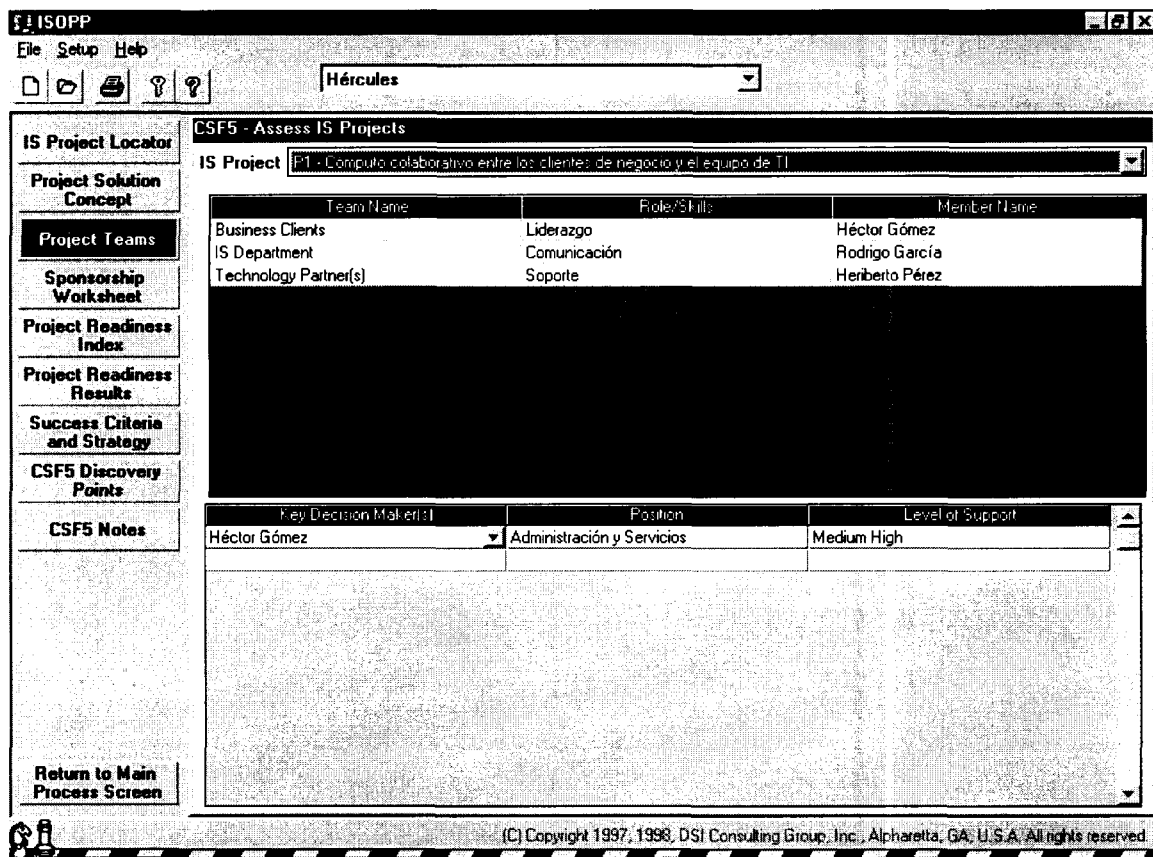 ISOPP
File Setup Help
Hércules
IS Project Locator
Project Solution
Concept
Project Teams
Sponsorship
Worksheet
Project Readiness
Index
Project Readiness
Results
Success Criteria
and Strategy
CSF5 Discovery
Points
CSF5 Notes
Return to Main
Process Screen
CSF5 - Assess IS Projects
IS Project P1 - Computo colaborativo entre los clientes de negocio y el equipo de TI
Team Name Role/Skills Member Name
Business Clients Liderazgo Héctor Gómez
IS Department Comunicación Rodrigo García
Technology Partner(s) Soporte Heriberto Pérez
Key Decision Maker(s) Position Level of Support
Héctor Gómez Administración y Servicios Medium High
(C) Copyright 1997, 1998, DSI Consulting Group, Inc., Alpharetta, GA, U.S.A. All rights reserved